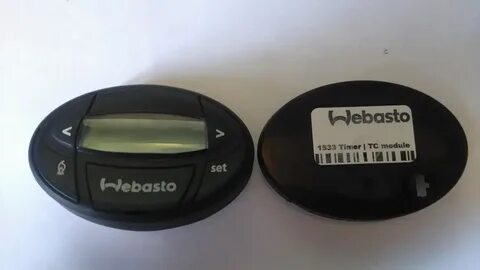 < >
set
Webasto
Webasto
1533 Timer | TC module